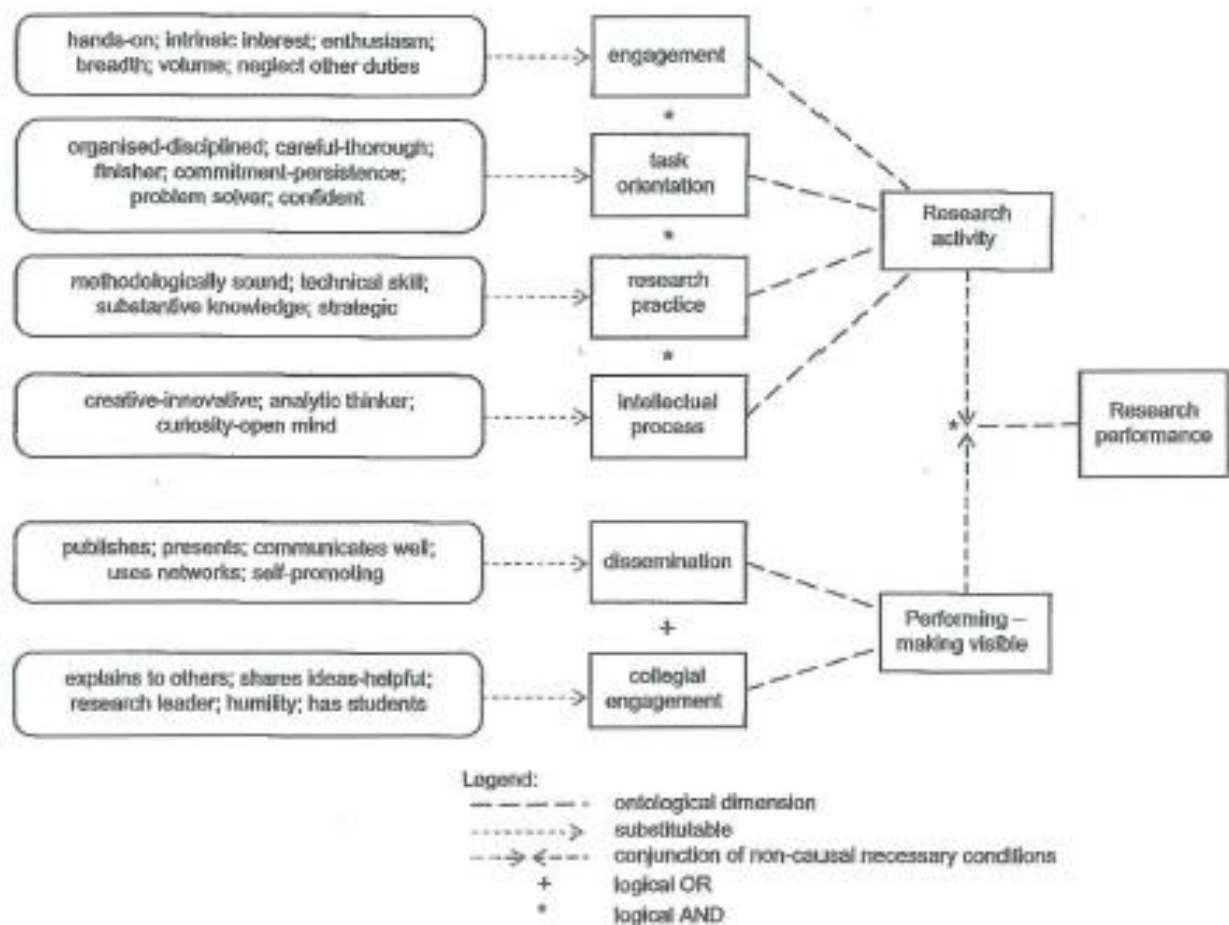 hands-on; intrinsic interest; enthusiasm;
breadth; volume; neglect other duties
engagement
*
organised-disciplined; careful-thorough;
finisher; commitment-persistence;
problem solver; confident
task
orientation
*
Research
activity
methodologically sound; technical skill;
substantive knowledge; strategic
research
practice
*
creative-innovative; analytic thinker;
curiosity-open mind
intellectual
process
*
Research
performance
publishes; presents; communicates well;
uses networks; self-promoting
dissemination
+
Performing –
making visible
explains to others; shares ideas-helpful;
research leader; humility; has students
collegial
engagement
Legend:
ontological dimension
substitutable
conjunction of non-causal necessary conditions
+ logical OR
* logical AND